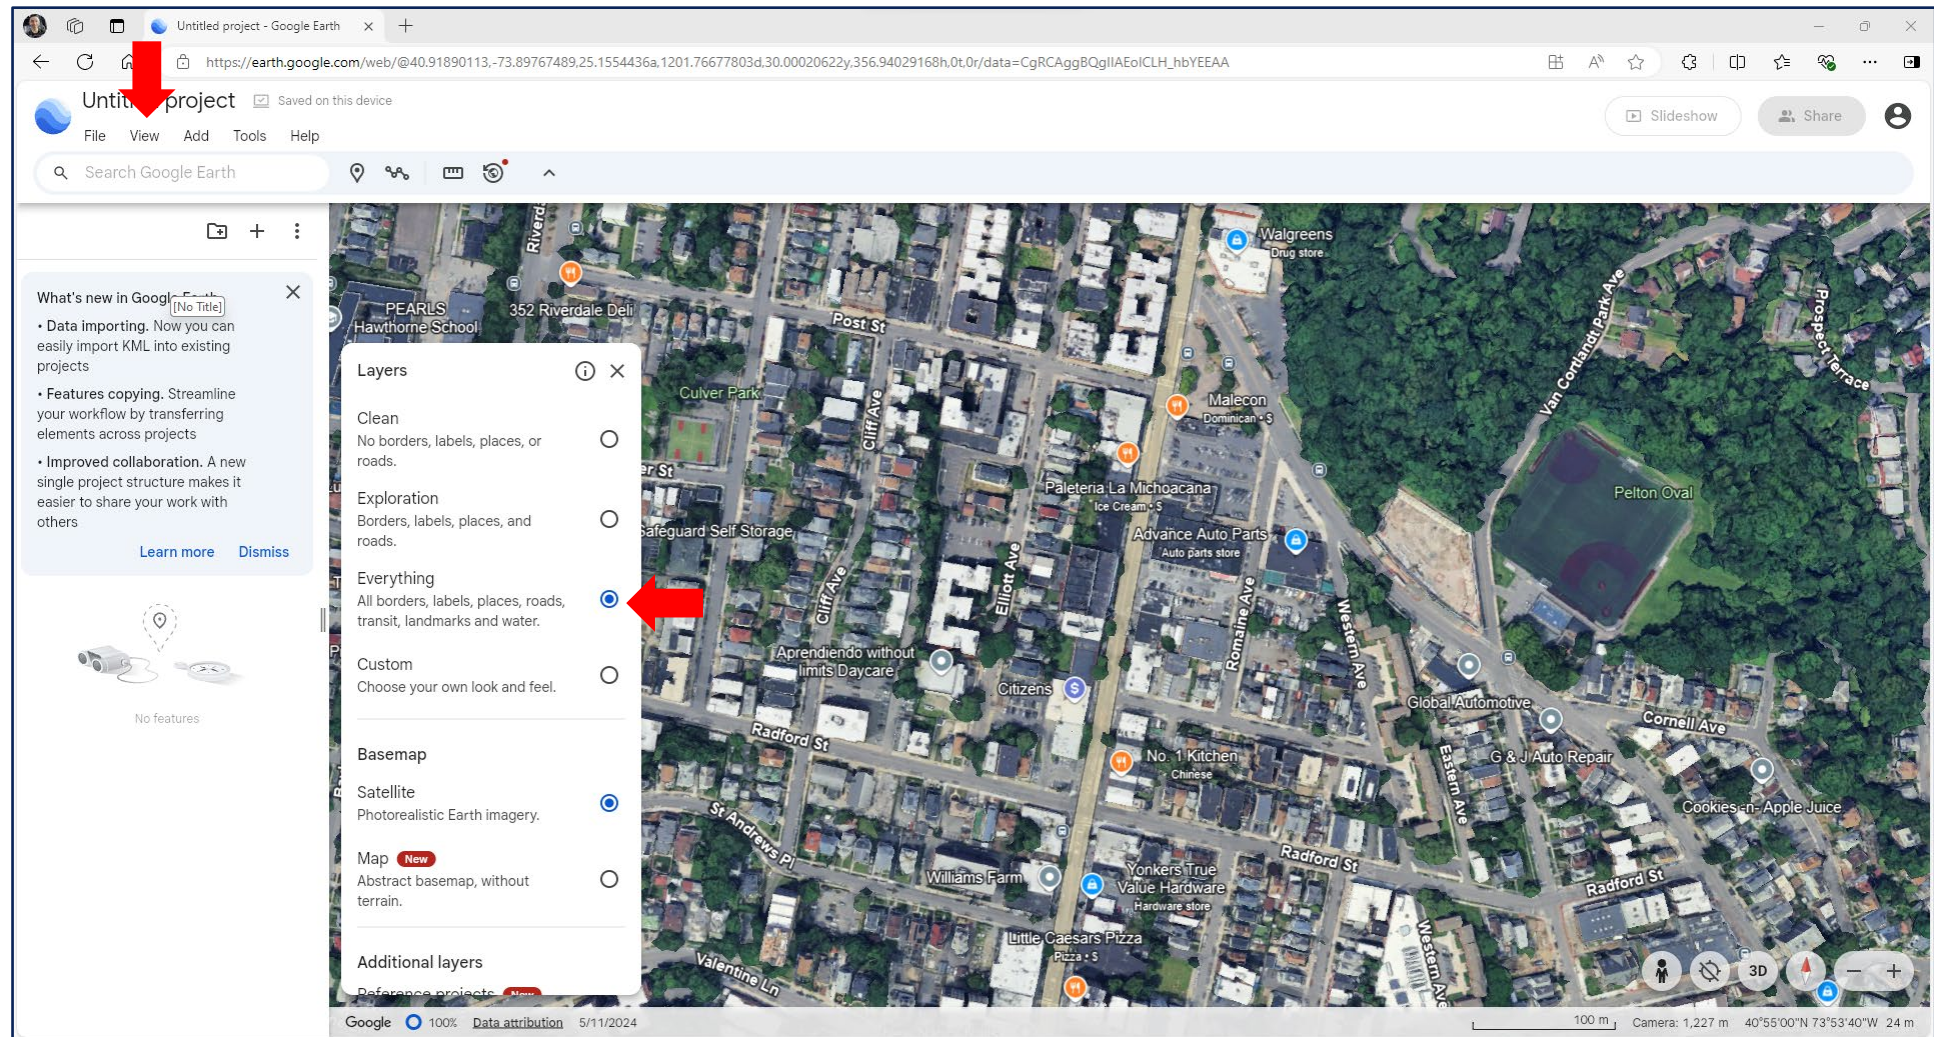 Untitled project - Google Earth
https://earth.google.com/web/@40.91890113,-73.89767489,25.1554436a,1201.76677803d,30.00020622y,356.94029168h,0t,0r/data=CgRCAggBQgIIAEoICLH_hbYEEAA
project
Saved on this device
File View Add Tools Help
Slideshow
Share
Search Google Earth
What's new in Google
[No Title]
• Data importing. Now you can
easily import KML into existing
projects
• Features copying. Streamline
your workflow by transferring
elements across projects
• Improved collaboration. A new
single project structure makes it
easier to share your work with
others
Learn more Dismiss
No features
Layers
Clean
No borders, labels, places, or
roads.
Exploration
Borders, labels, places, and
roads.
Everything
All borders, labels, places, roads,
transit, landmarks and water.
Custom
Choose your own look and feel.
Basemap
Satellite
Photorealistic Earth imagery.
Map New
Abstract basemap, without
terrain.
Additional layers
Reference projects New
Walgreens
Drug store
PEARLS
Hawthorne School
352 Riverdale Deli
Post St
Van Cortlandt Park Ave
Prospect Terrace
Culver Park
Cliff Ave
Malecon
Dominican • $
er St
Paleteria La Michoacana
Ice Cream • $
Pelton Oval
Safeguard Self Storage
Advance Auto Parts
Auto parts store
Cliff Ave
Elliott Ave
Romaine Ave
Western Ave
Aprendiendo without
limits Daycare
Citizens
$
Global Automotive
Cornell Ave
Radford St
No. 1 Kitchen
Chinese
Eastern Ave
G & J Auto Repair
Cookies -n- Apple Juice
St Andrews Pl
Radford St
Radford St
Williams Farm
Yonkers True
Value Hardware
Hardware store
Little Caesars Pizza
Pizza • $
Western Ave
Valentine Ln
3D
Google 100% Data attribution 5/11/2024
100 m Camera: 1,227 m 40°55'00"N 73°53'40"W 24 m